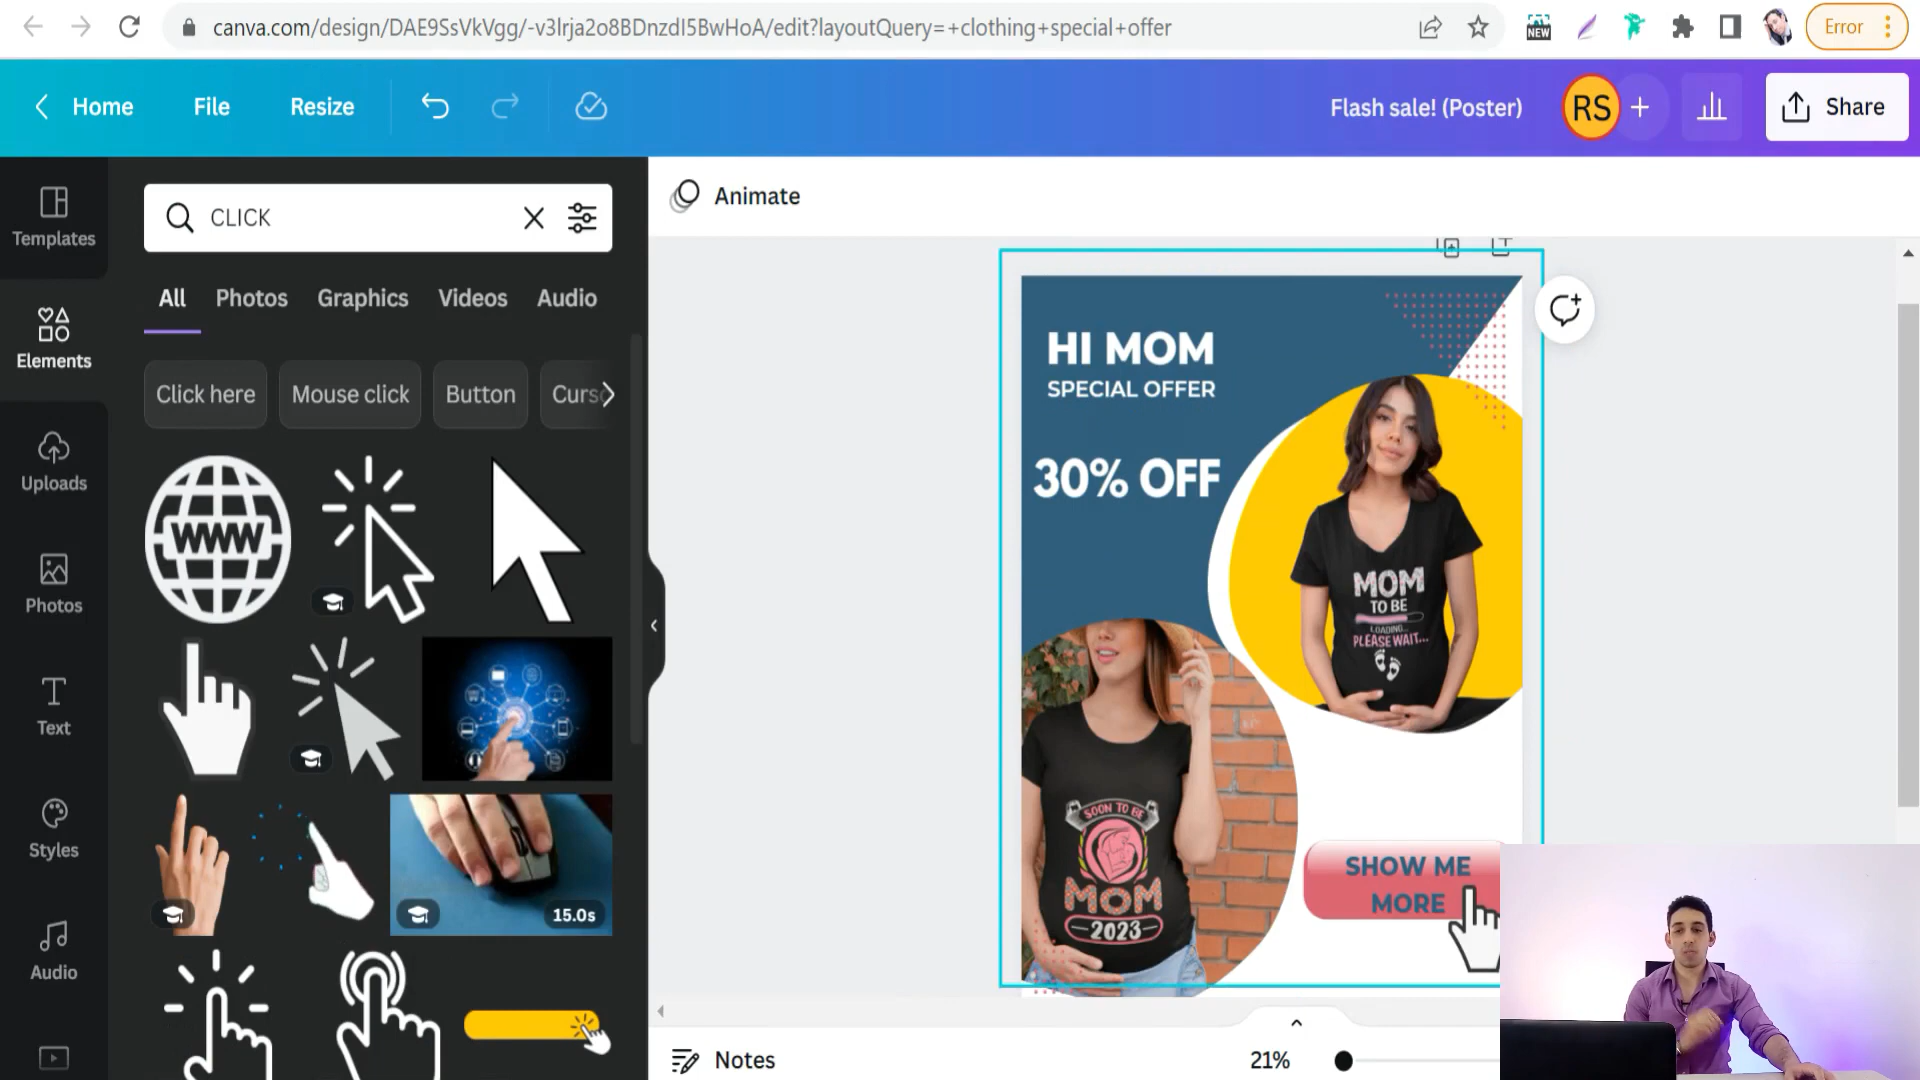 canva.com/design/DAE9SsVkVgg/-v3lrja2o8BDnzdI5BwHoA/edit?layoutQuery=+clothing+special+offer
NEW
Error
Home
File
Resize
Flash sale! (Poster)
RS
+
Share
Templates
Elements
Uploads
Photos
Text
Styles
Audio
CLICK
All
Photos
Graphics
Videos
Audio
Click here
Mouse click
Button
Curso
WWW
15.0s
Animate
HI MOM
SPECIAL OFFER
30% OFF
MOM
TO BE
LOADING...
PLEASE WAIT...
SOON TO BE
MOM
2023
SHOW ME
MORE
Notes
21%